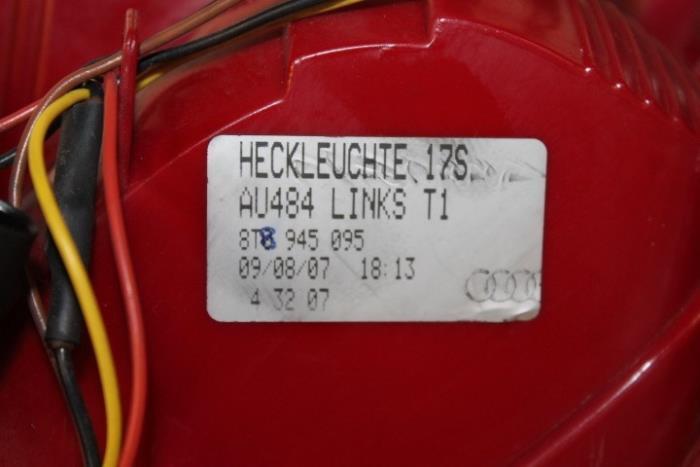 HECKLEUCHTE.17S.
AU484 LINKS T1
8T8 945 095
09/08/07 18:13
4 32 07